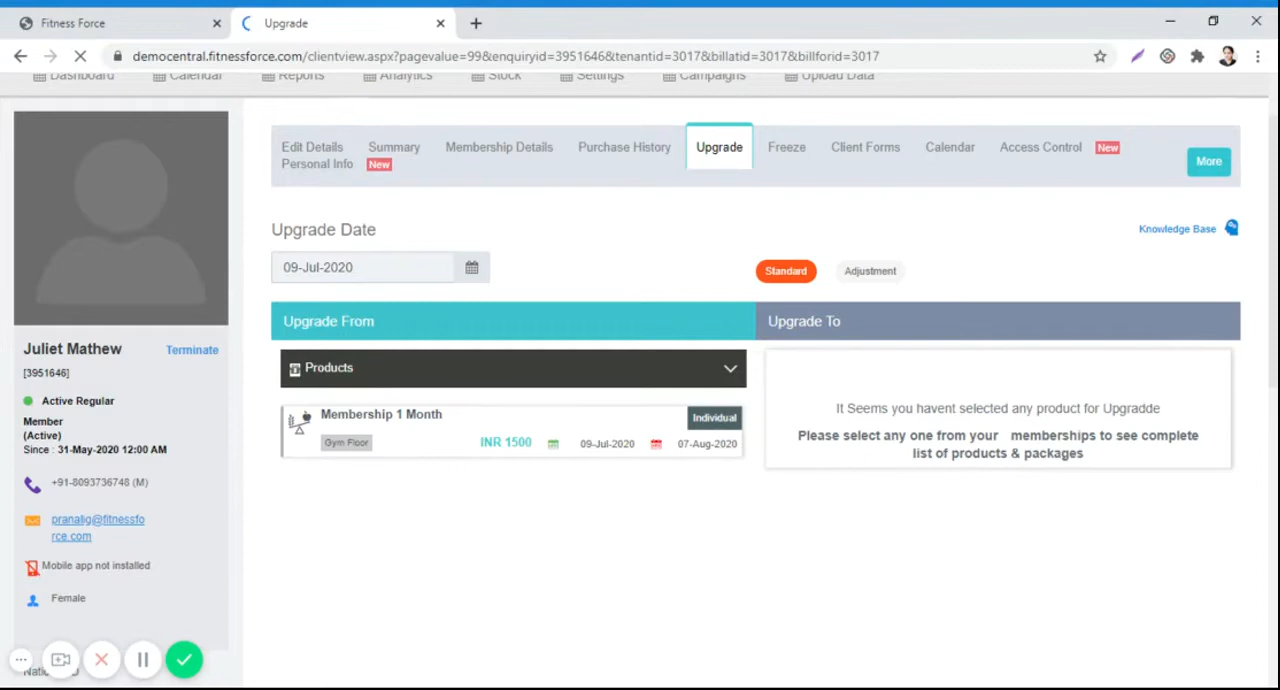 Fitness Force
Upgrade
democentral.fitnessforce.com/clientview.aspx?pagevalue=99&enquiryid=3951646&tenantid=3017&billatid=3017&billforid=3017
Dashboard Calendar Reports Analytics Stock Settings Campaigns Upload Data
Edit Details Summary Membership Details Purchase History Upgrade Freeze Client Forms Calendar Access Control New
Personal Info New
More
Upgrade Date
Knowledge Base
09-Jul-2020
Standard Adjustment
Upgrade From
Upgrade To
Products
Membership 1 Month
Individual
Gym Floor
INR 1500 09-Jul-2020 07-Aug-2020
It Seems you havent selected any product for Upgradde
Please select any one from your memberships to see complete
list of products & packages
Juliet Mathew Terminate
[3951646]
Active Regular
Member
(Active)
Since : 31-May-2020 12:00 AM
+91-8093736748 (M)
pranalig@fitnessfo
rce.com
Mobile app not installed
Female